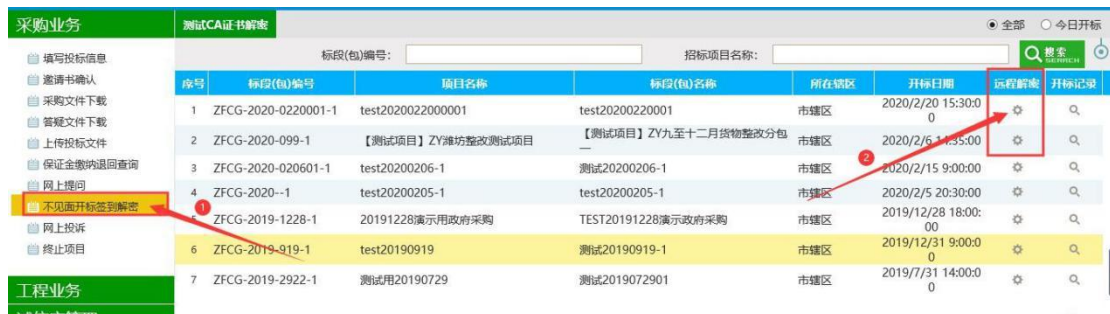 采购业务
测试CA证书解密
全部
今日开标
标段(包)编号:
招标项目名称:
搜索
SEARCH
填写投标信息
邀请书确认
采购文件下载
答疑文件下载
上传投标文件
保证金缴纳退回查询
网上提问
不见面开标签到解密
网上投诉
终止项目
工程业务
序号 标段(包)编号 项目名称 标段(包)名称 所在辖区 开标日期 远程解密 开标记录
1 ZFCG-2020-0220001-1 test2020022000001 test20200220001 市辖区 2020/2/20 15:30:0
0
2 ZFCG-2020-099-1 【测试项目】ZY潍坊整改测试项目 【测试项目】ZY九至十二月货物整改分包 市辖区 2020/2/6 14:35:00
一
3 ZFCG-2020-020601-1 test20200206-1 测试20200206-1 市辖区 2020/2/15 9:00:00
4 ZFCG-2020--1 test20200205-1 test20200205-1 市辖区 2020/2/5 20:30:00
5 ZFCG-2019-1228-1 20191228演示用政府采购 TEST20191228演示政府采购 市辖区 2019/12/28 18:00:
00
6 ZFCG-2019-919-1 test20190919 测试20190919-1 市辖区 2019/12/31 9:00:0
0
7 ZFCG-2019-2922-1 测试用20190729 测试2019072901 市辖区 2019/7/31 14:00:0
0
1
2